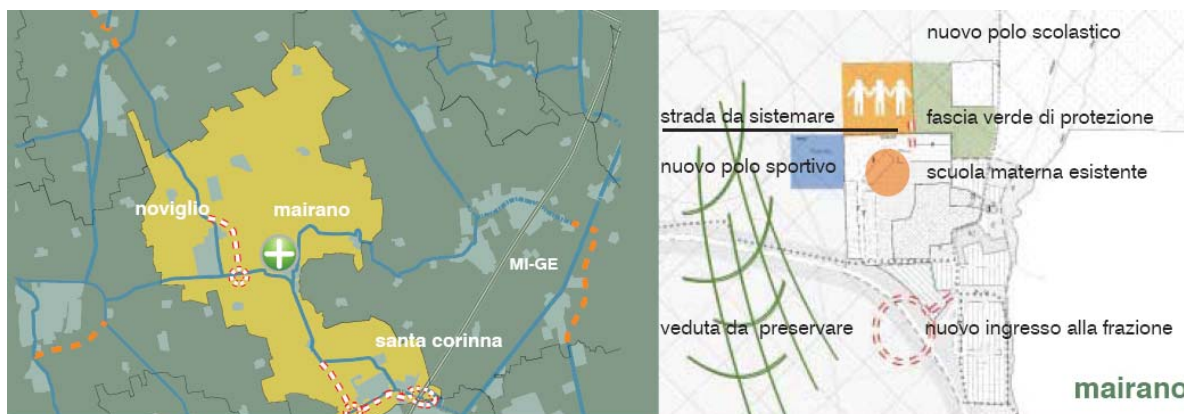 noviglio
mairano
MI-GE
santa corinna
nuovo polo scolastico
strada da sistemare
fascia verde di protezione
nuovo polo sportivo
scuola materna esistente
veduta da preservare
nuovo ingresso alla frazione
mairano